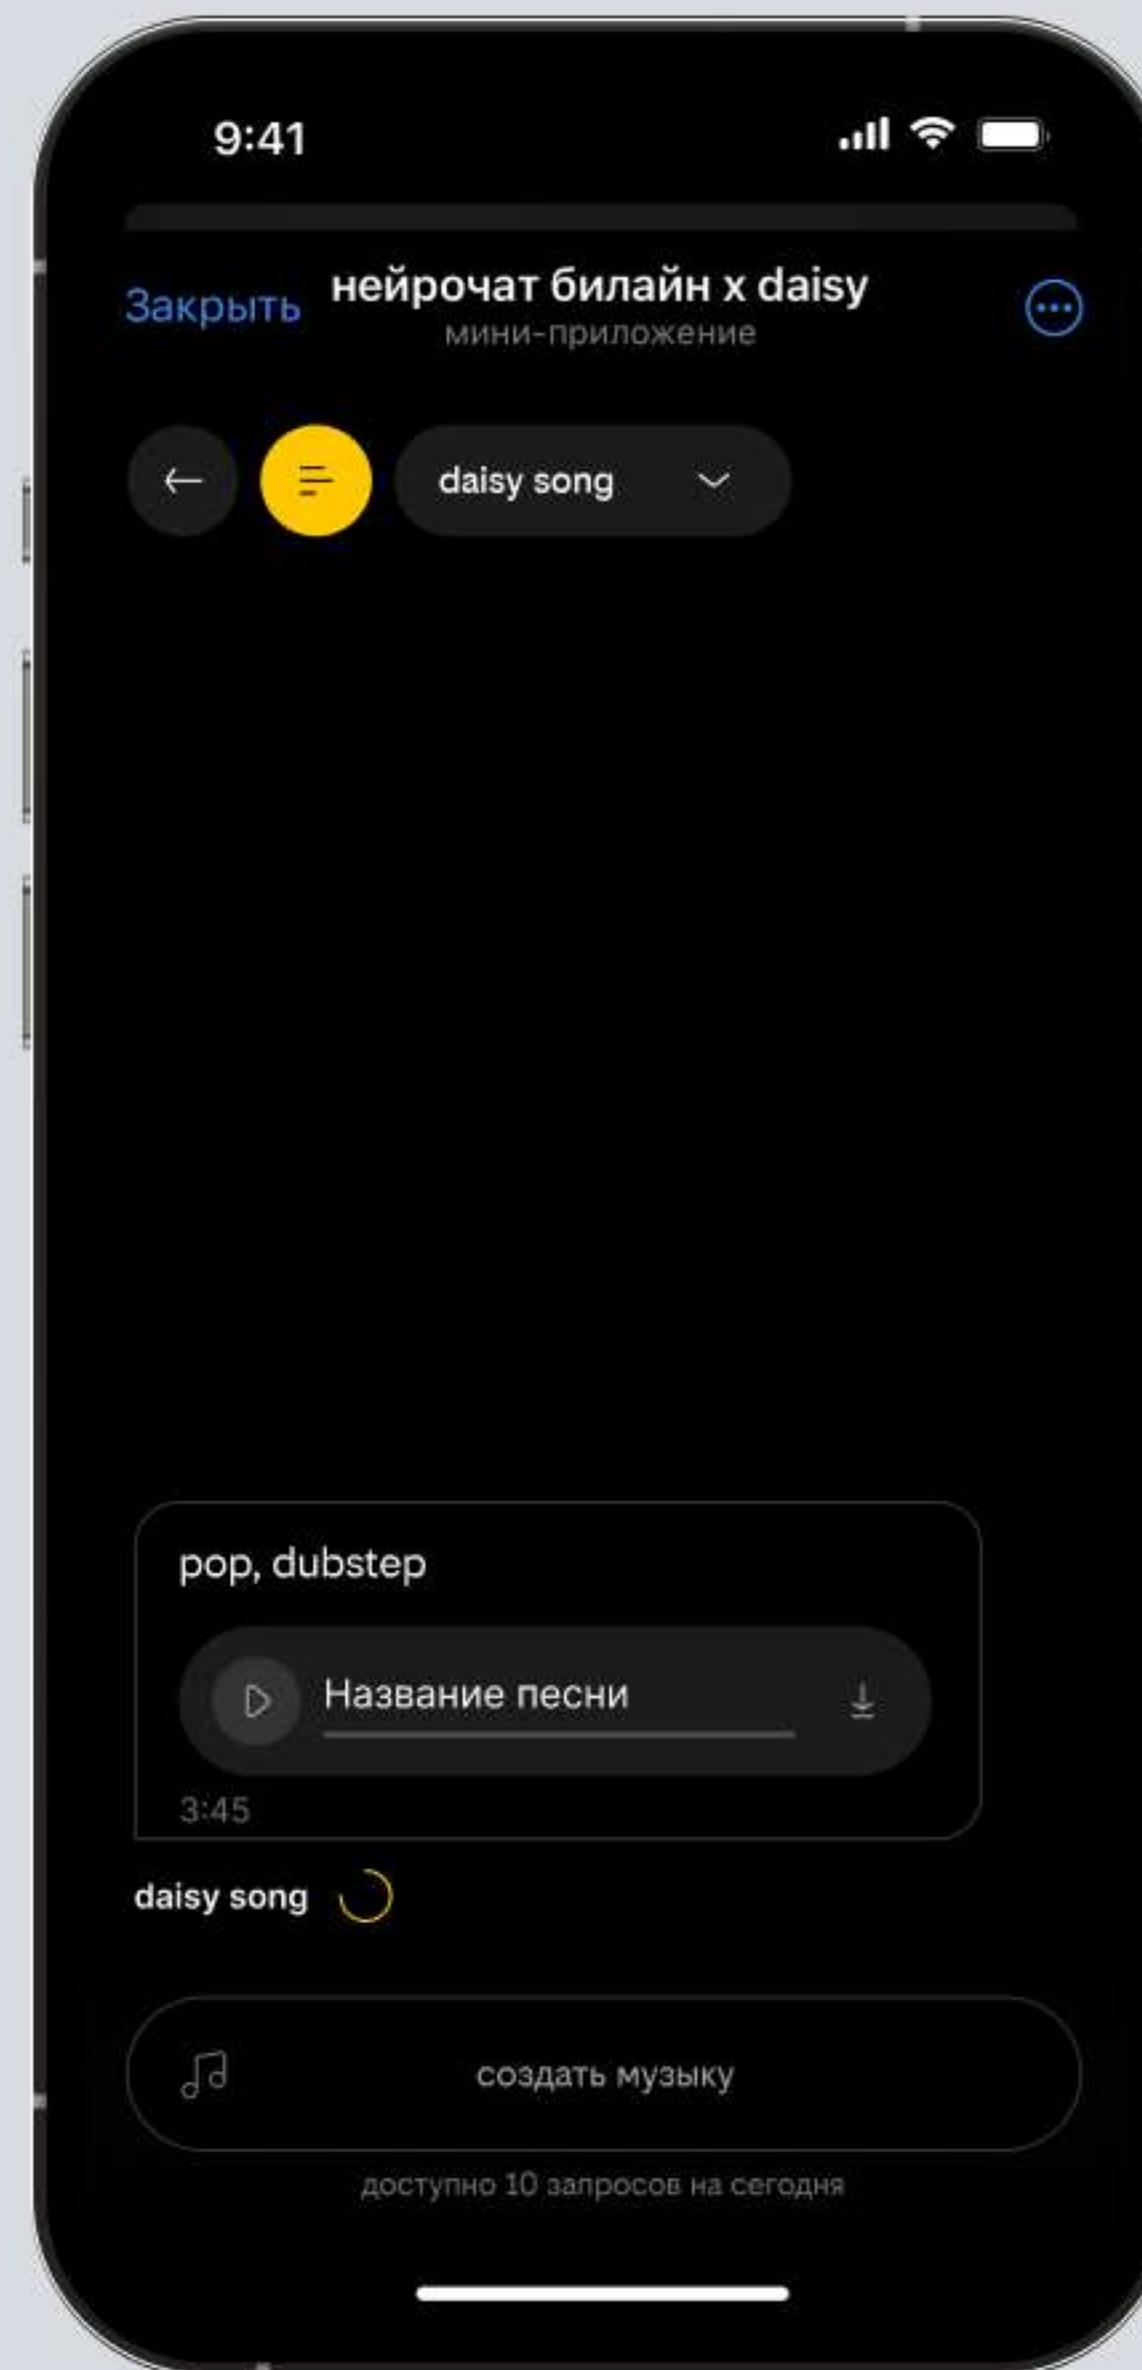 9:41
Закрыть
нейрочат билайн x daisy
мини-приложение
daisy song
pop, dubstep
Название песни
3:45
daisy song
создать музыку
доступно 10 запросов на сегодня